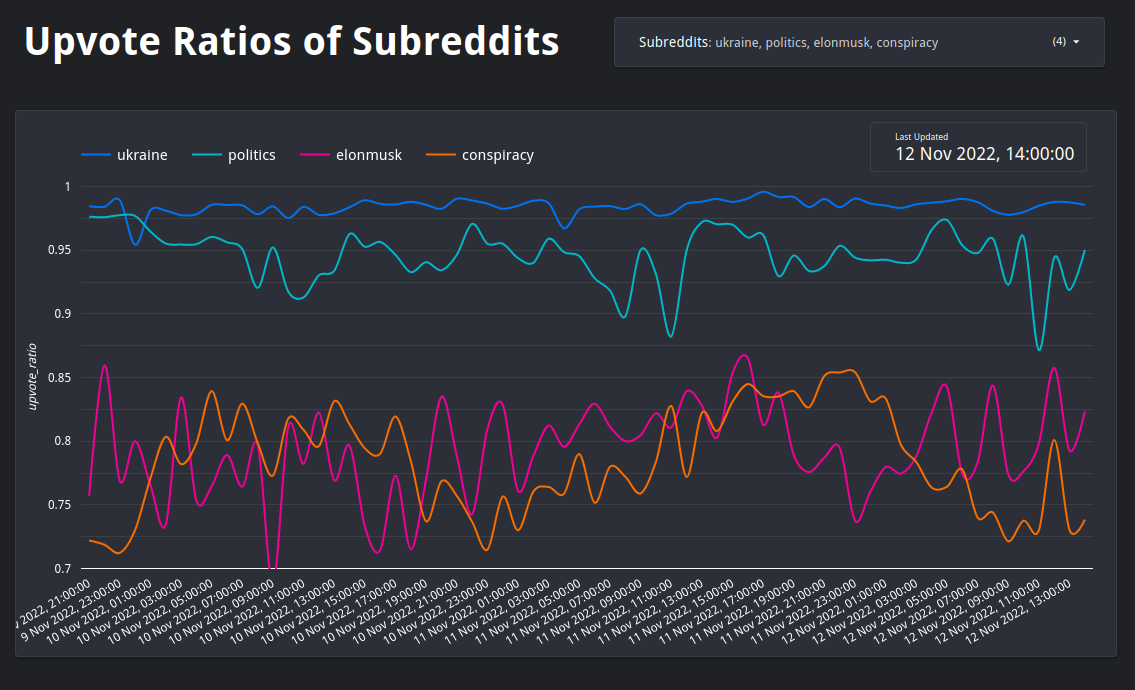 Upvote Ratios of Subreddits
Subreddits: ukraine, politics, elonmusk, conspiracy (4)
Last Updated
12 Nov 2022, 14:00:00
ukraine politics elonmusk conspiracy
upvote_ratio
1
0.95
0.9
0.85
0.8
0.75
0.7
2022, 21:00:00
9 Nov 2022, 23:00:00
10 Nov 2022, 01:00:00
10 Nov 2022, 03:00:00
10 Nov 2022, 05:00:00
10 Nov 2022, 07:00:00
10 Nov 2022, 09:00:00
10 Nov 2022, 11:00:00
10 Nov 2022, 13:00:00
10 Nov 2022, 15:00:00
10 Nov 2022, 17:00:00
10 Nov 2022, 19:00:00
10 Nov 2022, 21:00:00
10 Nov 2022, 23:00:00
11 Nov 2022, 01:00:00
11 Nov 2022, 03:00:00
11 Nov 2022, 05:00:00
11 Nov 2022, 07:00:00
11 Nov 2022, 09:00:00
11 Nov 2022, 11:00:00
11 Nov 2022, 13:00:00
11 Nov 2022, 15:00:00
11 Nov 2022, 17:00:00
11 Nov 2022, 19:00:00
11 Nov 2022, 21:00:00
11 Nov 2022, 23:00:00
12 Nov 2022, 01:00:00
12 Nov 2022, 03:00:00
12 Nov 2022, 05:00:00
12 Nov 2022, 07:00:00
12 Nov 2022, 09:00:00
12 Nov 2022, 11:00:00
12 Nov 2022, 13:00:00